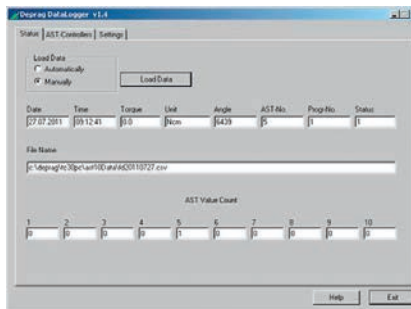 Deprag DataLogger v1.4
Status AST-Controllers Settings
Load Data
Automatically
Manually
Load Data
Date Time Torque Unit Angle AST-No. Prog-No. Status
27.07.2011 09:12:41 0.0 Ncm 6439 5 1 1
File Name
AST Value Count
1 2 3 4 5 6 7 8 9 10
0 0 0 0 1 0 0 0 0 0
Help Exit